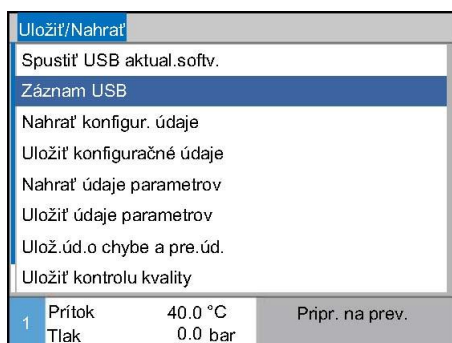 Uložiť/Nahrať
Spustiť USB aktual.softv.
Záznam USB
Nahrať konfigur. údaje
Uložiť konfiguračné údaje
Nahrať údaje parametrov
Uložiť údaje parametrov
Ulož.úd.o chybe a pre.úd.
Uložiť kontrolu kvality
1 Prítok 40.0 °C Pripr. na prev.
Tlak 0.0 bar